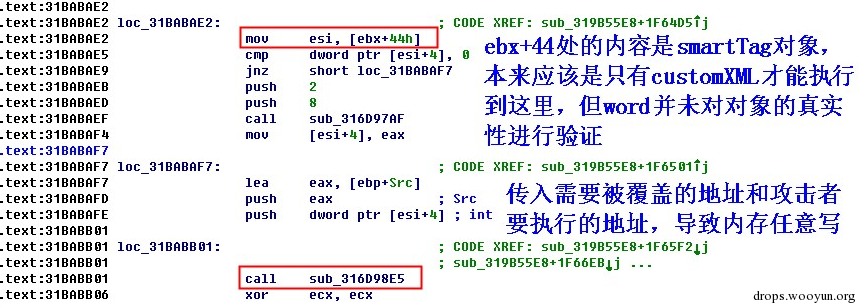 .text:31BABAE2
.text:31BABAE2 loc_31BABAE2: ; CODE XREF: sub_319B55E8+1F64D5↑j
.text:31BABAE2 mov esi, [ebx+44h]
.text:31BABAE5 cmp dword ptr [esi+4], 0
.text:31BABAE9 jnz short loc_31BABAF7
.text:31BABAEB push 2
.text:31BABAED push 8
.text:31BABAEF call sub_316D97AF
.text:31BABAF4 mov [esi+4], eax
.text:31BABAF7
.text:31BABAF7 loc_31BABAF7: ; CODE XREF: sub_319B55E8+1F6501↑j
.text:31BABAF7 lea eax, [ebp+Src]
.text:31BABAFD push eax ; Src
.text:31BABAFE push dword ptr [esi+4] ; int
.text:31BABB01
.text:31BABB01 loc_31BABB01: ; CODE XREF: sub_319B55E8+1F65F2↓j
.text:31BABB01 ; sub_319B55E8+1F66EB↓j ...
.text:31BABB01 call sub_316D98E5
.text:31BABB06 xor ecx, ecx
ebx+44处的内容是smartTag对象，
本来应该是只有customXML才能执行
到这里，但word并未对对象的真实
性进行验证
传入需要被覆盖的地址和攻击者
要执行的地址，导致内存任意写
drops.wooyun.org